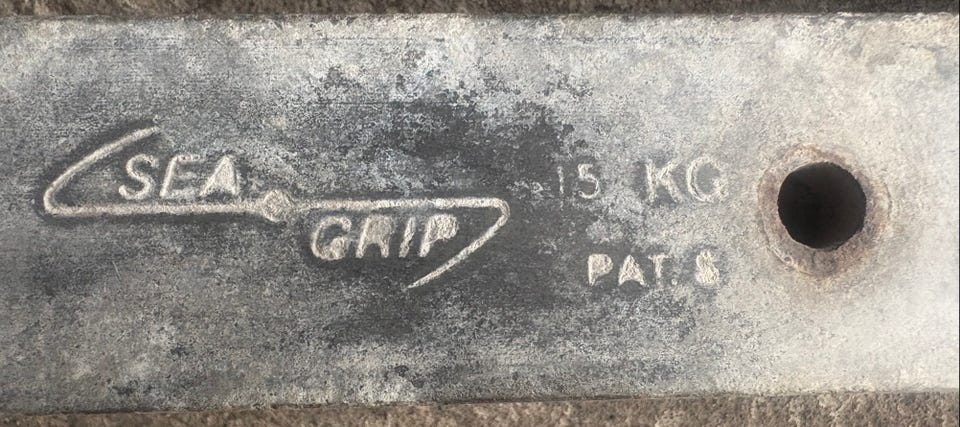 SEA
GRIP
15 KG
PAT. &